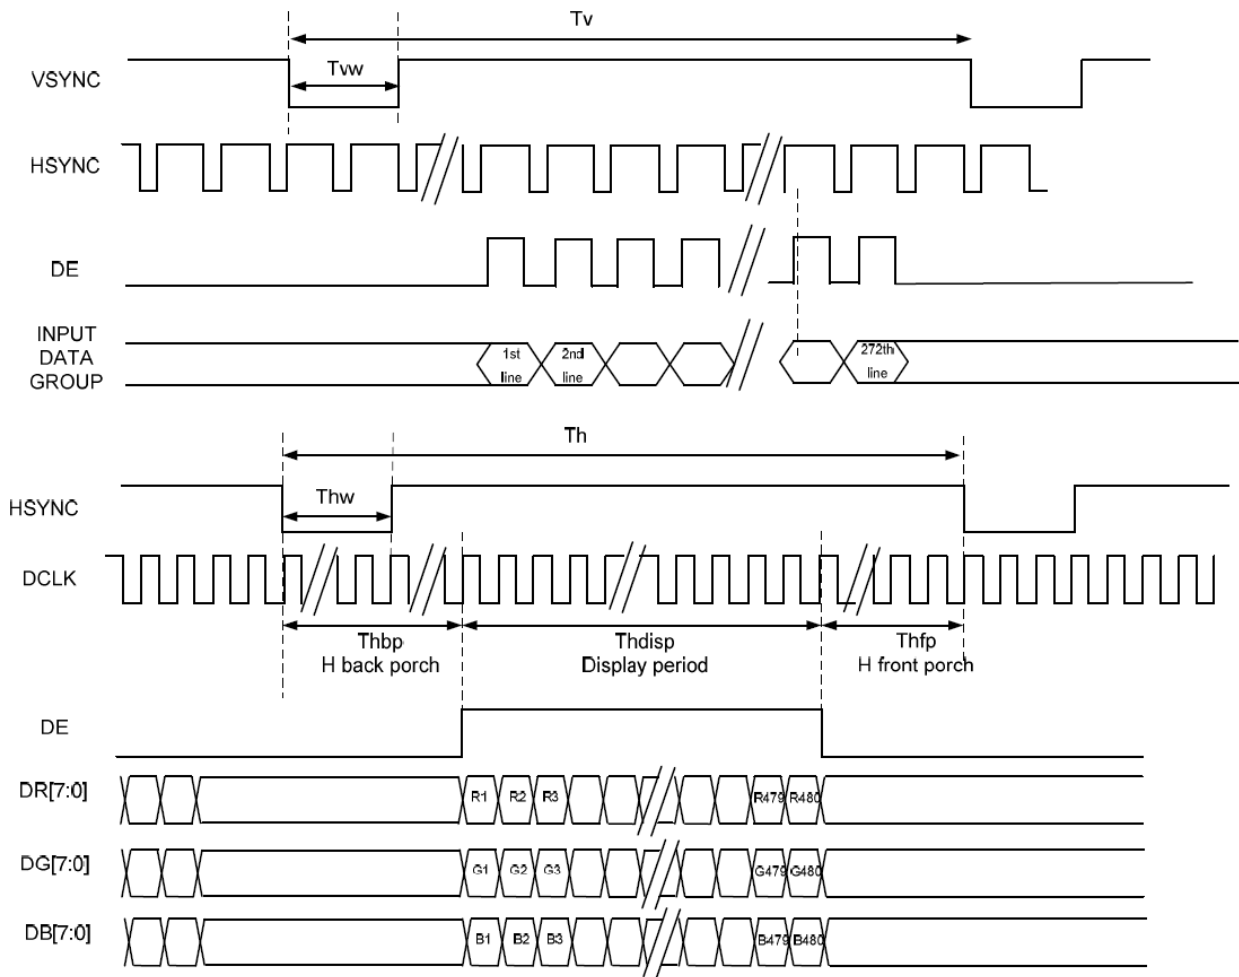 Tv
VSYNC
Tvw
HSYNC
DE
INPUT
DATA
GROUP
1st
line
2nd
line
272th
line
Th
HSYNC
Thw
DCLK
Thbp
H back porch
Thdisp
Display period
Thfp
H front porch
DE
DR[7:0]
R1 R2 R3 R479 R480
DG[7:0]
G1 G2 G3 G479 G480
DB[7:0]
B1 B2 B3 B479 B480